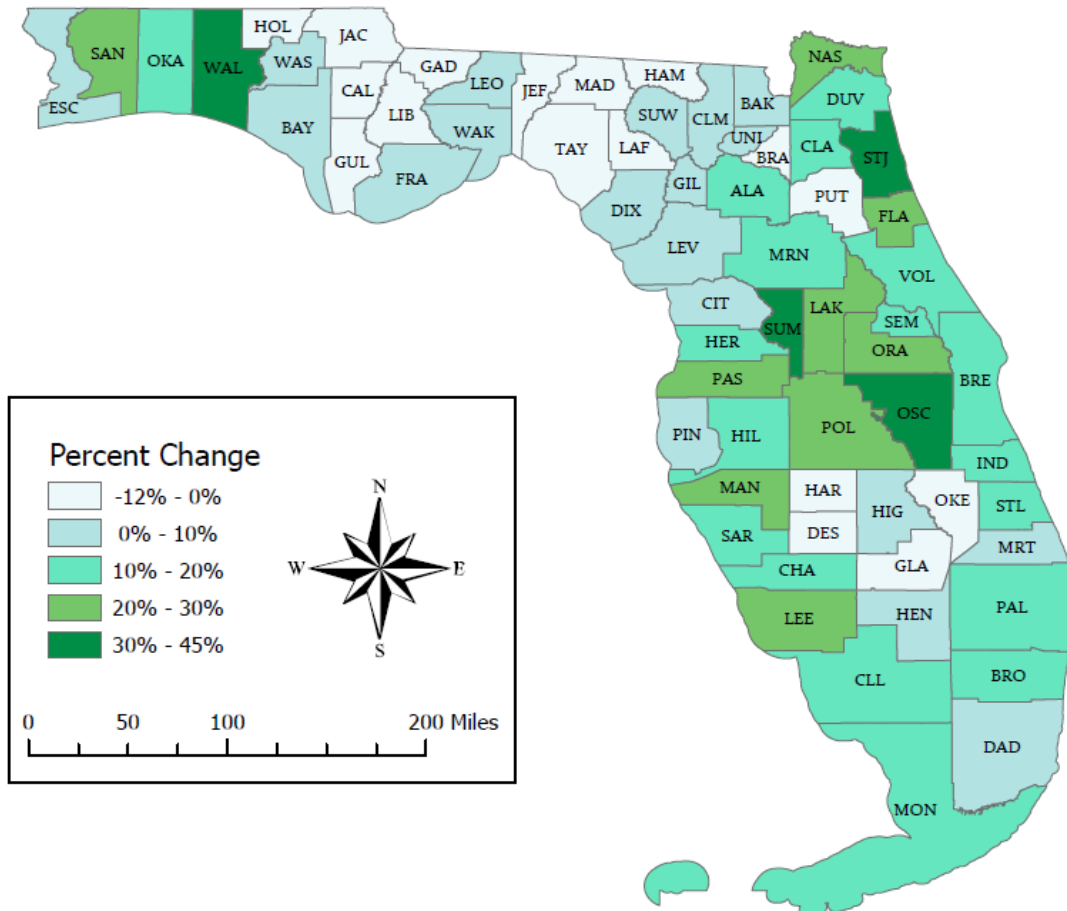 HOL
JAC
SAN
OKA
WAL
WAS
GAD
LEO
JEF
MAD
HAM
NAS
ESC
CAL
LIB
BAY
WAK
SUW
CLM
BAK
DUV
GUL
FRA
TAY
LAF
UNI
BRA
CLA
STJ
GIL
ALA
PUT
DIX
FLA
LEV
MRN
VOL
CIT
SUM
LAK
SEM
HER
ORA
PAS
BRE
OSC
PIN
HIL
POL
IND
MAN
HAR
HIG
OKE
STL
SAR
DES
MRT
CHA
GLA
LEE
HEN
PAL
CLL
BRO
DAD
MON
Percent Change
-12% - 0%
0% - 10%
10% - 20%
20% - 30%
30% - 45%
N
W
E
S
0 50 100 200 Miles